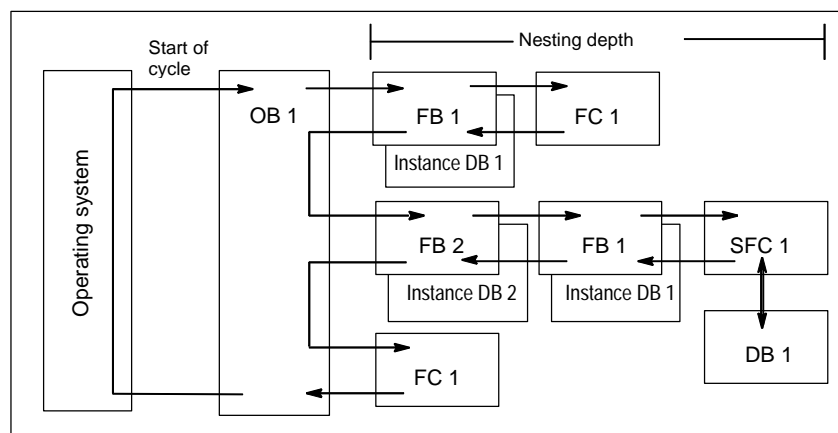 Start of
cycle
Nesting depth
Operating system
OB 1
FB 1
FC 1
Instance DB 1
FB 2
FB 1
SFC 1
Instance DB 2
Instance DB 1
FC 1
DB 1